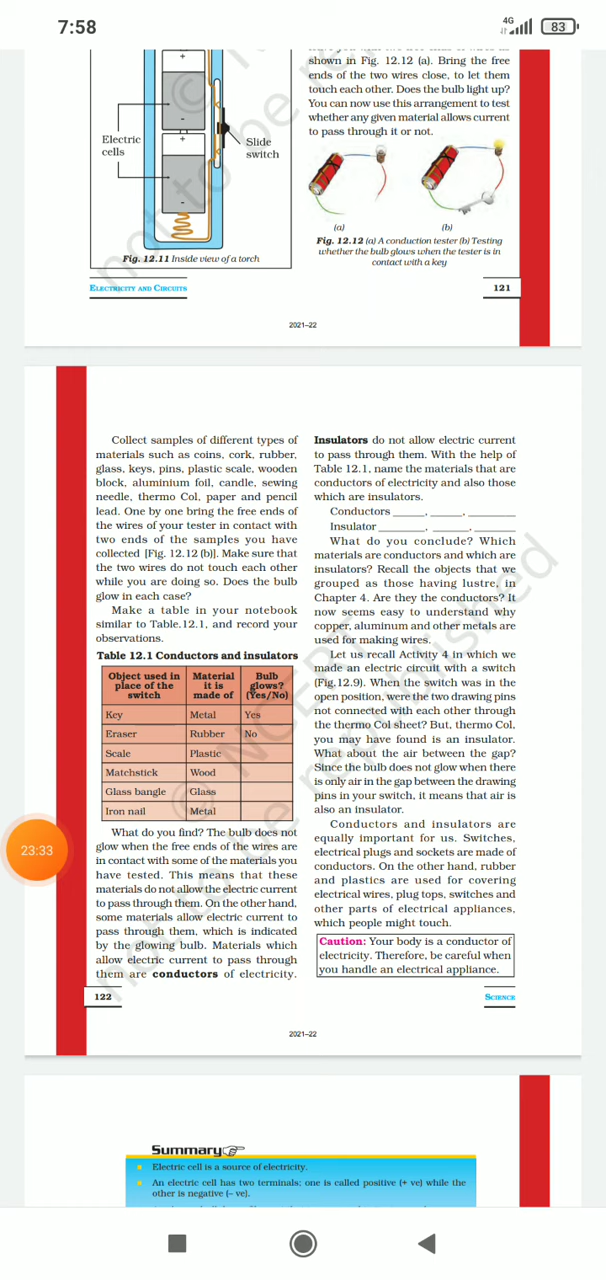 7:58
4G
83
+
-
+
-
Electric
cells
Slide
switch
Fig. 12.11 Inside view of a torch
shown in Fig. 12.12 (a). Bring the free
ends of the two wires close, to let them
touch each other. Does the bulb light up?
You can now use this arrangement to test
whether any given material allows current
to pass through it or not.
(a)
(b)
Fig. 12.12 (a) A conduction tester (b) Testing
whether the bulb glows when the tester is in
contact with a key
ELECTRICITY AND CIRCUITS
121
2021–22
Collect samples of different types of
materials such as coins, cork, rubber,
glass, keys, pins, plastic scale, wooden
block, aluminium foil, candle, sewing
needle, thermo Col, paper and pencil
lead. One by one bring the free ends of
the wires of your tester in contact with
two ends of the samples you have
collected [Fig. 12.12 (b)]. Make sure that
the two wires do not touch each other
while you are doing so. Does the bulb
glow in each case?
Make a table in your notebook
similar to Table.12.1, and record your
observations.
Table 12.1 Conductors and insulators
Object used in place of the switch | Material it is made of | Bulb glows? (Yes/No)
Key Metal Yes
Eraser Rubber No
Scale Plastic
Matchstick Wood
Glass bangle Glass
Iron nail Metal
What do you find? The bulb does not
glow when the free ends of the wires are
in contact with some of the materials you
have tested. This means that these
materials do not allow the electric current
to pass through them. On the other hand,
some materials allow electric current to
pass through them, which is indicated
by the glowing bulb. Materials which
allow electric current to pass through
them are conductors of electricity.
Insulators do not allow electric current
to pass through them. With the help of
Table 12.1, name the materials that are
conductors of electricity and also those
which are insulators.
Conductors ______, ______, _________
Insulator _________, _______, ________
What do you conclude? Which
materials are conductors and which are
insulators? Recall the objects that we
grouped as those having lustre, in
Chapter 4. Are they the conductors? It
now seems easy to understand why
copper, aluminum and other metals are
used for making wires.
Let us recall Activity 4 in which we
made an electric circuit with a switch
(Fig.12.9). When the switch was in the
open position, were the two drawing pins
not connected with each other through
the thermo Col sheet? But, thermo Col,
you may have found is an insulator.
What about the air between the gap?
Since the bulb does not glow when there
is only air in the gap between the drawing
pins in your switch, it means that air is
also an insulator.
Conductors and insulators are
equally important for us. Switches,
electrical plugs and sockets are made of
conductors. On the other hand, rubber
and plastics are used for covering
electrical wires, plug tops, switches and
other parts of electrical appliances,
which people might touch.
Caution: Your body is a conductor of
electricity. Therefore, be careful when
you handle an electrical appliance.
23:33
122
SCIENCE
© NCERT
not to be republished
2021–22
Summary
Electric cell is a source of electricity.
An electric cell has two terminals: one is called positive (+ ve) while the
other is negative (– ve).